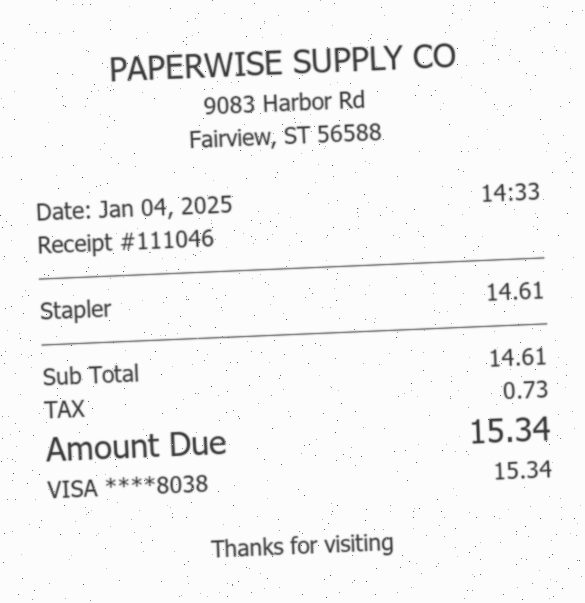 PAPERWISE SUPPLY CO
9083 Harbor Rd
Fairview, ST 56588
Date: Jan 04, 2025 14:33
Receipt #111046
Stapler 14.61
Sub Total 14.61
TAX 0.73
Amount Due 15.34
VISA ****8038 15.34
Thanks for visiting